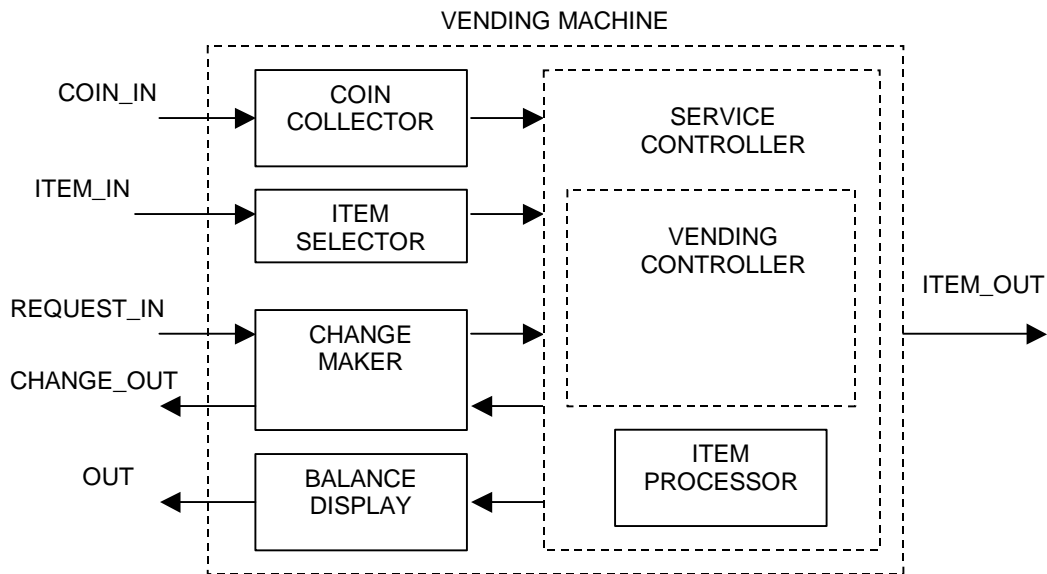 VENDING MACHINE
COIN_IN
COIN
COLLECTOR
SERVICE
CONTROLLER
ITEM_IN
ITEM
SELECTOR
VENDING
CONTROLLER
ITEM_OUT
REQUEST_IN
CHANGE
MAKER
CHANGE_OUT
ITEM
PROCESSOR
OUT
BALANCE
DISPLAY